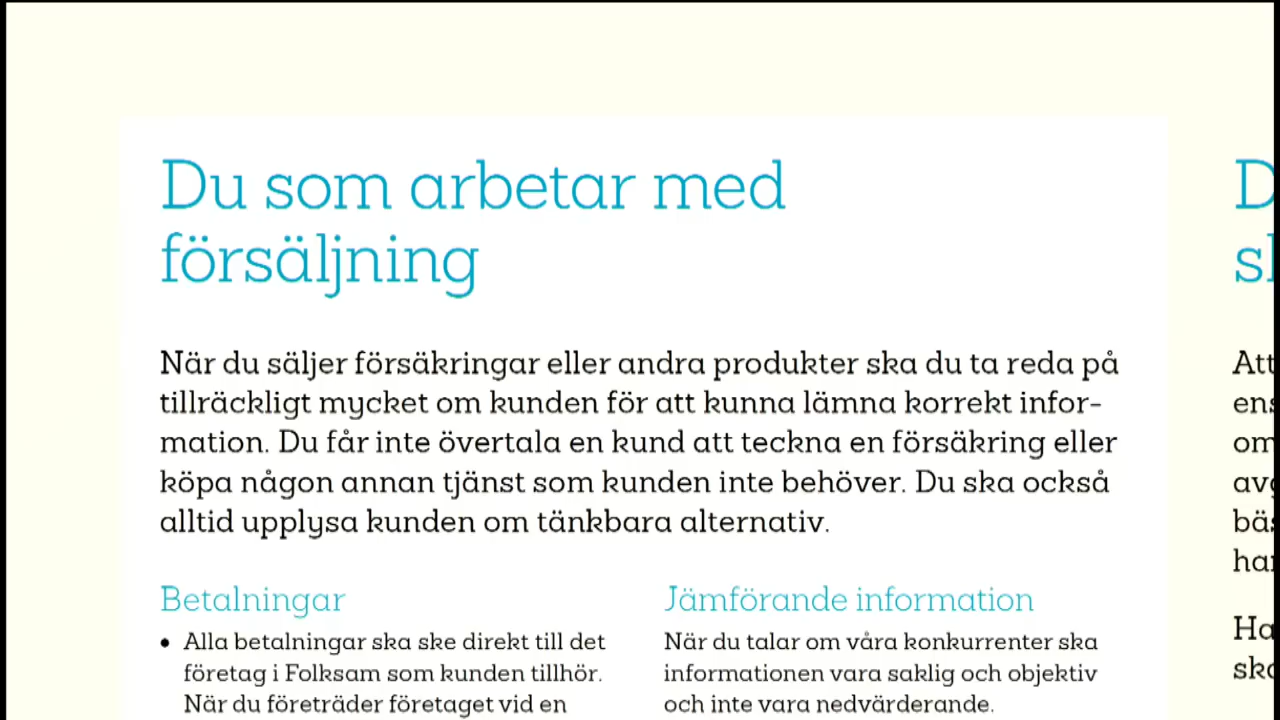 Du som arbetar med
försäljning
När du säljer försäkringar eller andra produkter ska du ta reda på
tillräckligt mycket om kunden för att kunna lämna korrekt infor-
mation. Du får inte övertala en kund att teckna en försäkring eller
köpa någon annan tjänst som kunden inte behöver. Du ska också
alltid upplysa kunden om tänkbara alternativ.
Betalningar
• Alla betalningar ska ske direkt till det
företag i Folksam som kunden tillhör.
När du företräder företaget vid en
Jämförande information
När du talar om våra konkurrenter ska
informationen vara saklig och objektiv
och inte vara nedvärderande.